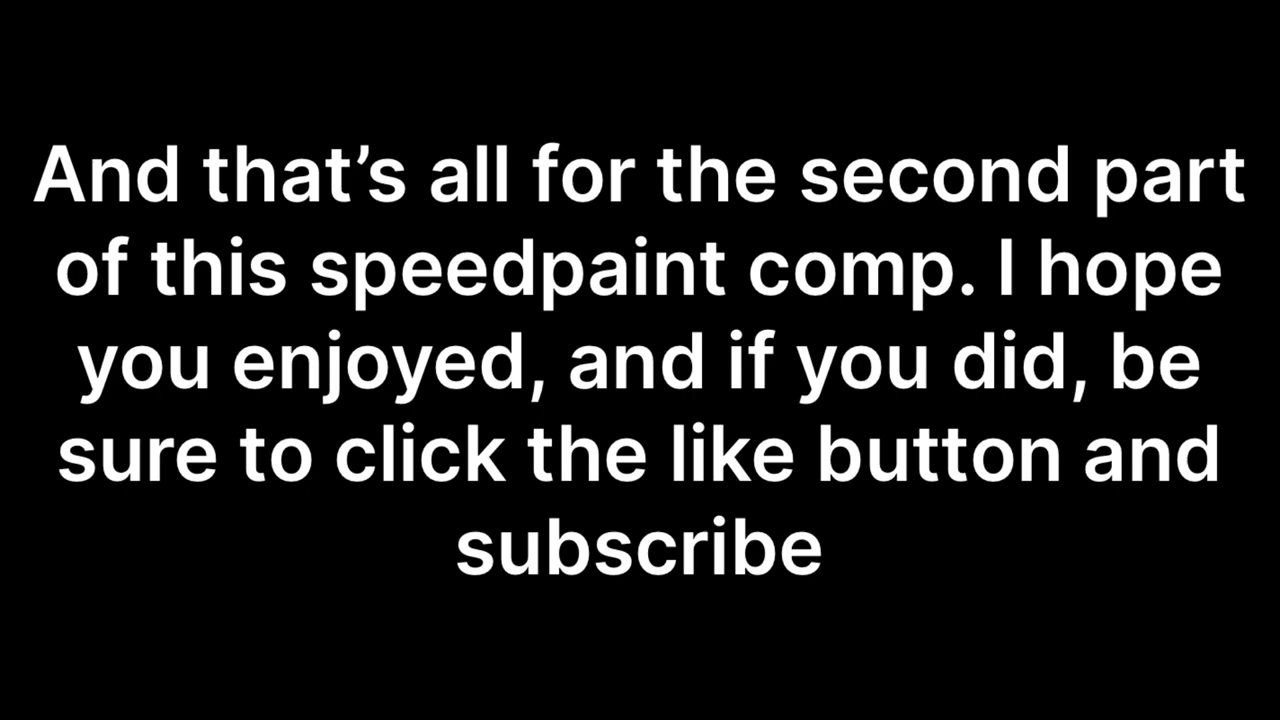 And that’s all for the second part
of this speedpaint comp. I hope
you enjoyed, and if you did, be
sure to click the like button and
subscribe